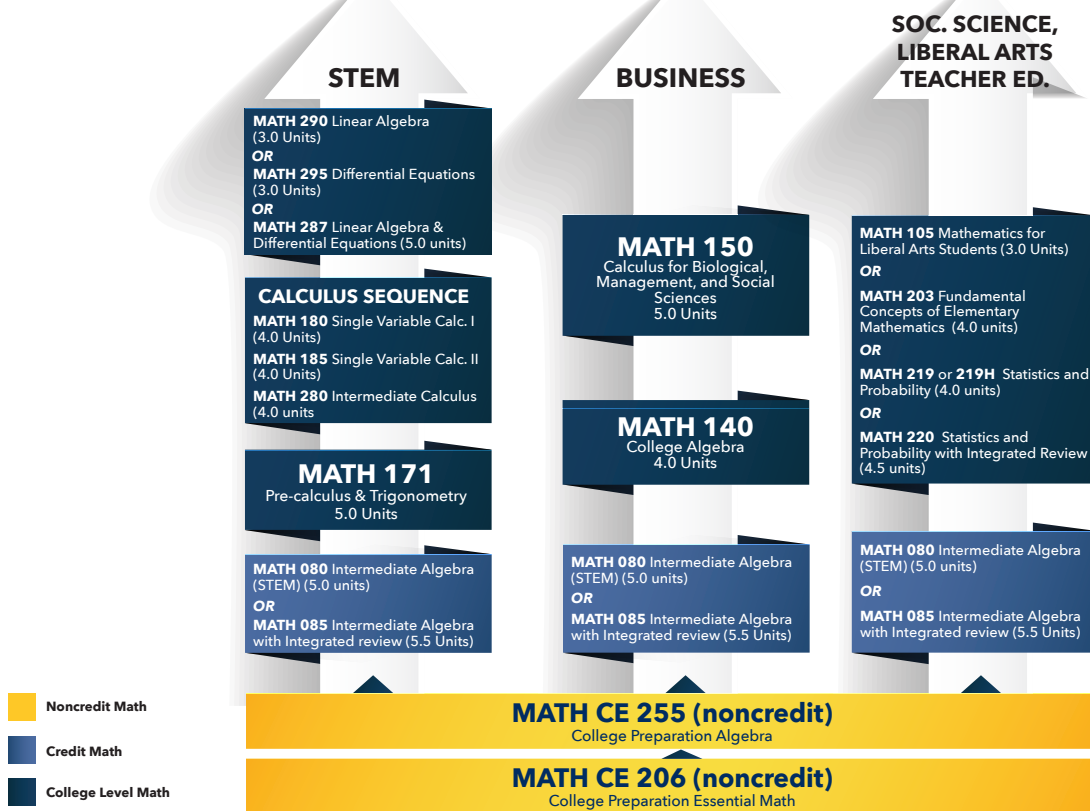 STEM
MATH 290 Linear Algebra
(3.0 Units)
OR
MATH 295 Differential Equations
(3.0 Units)
OR
MATH 287 Linear Algebra &
Differential Equations (5.0 units)
CALCULUS SEQUENCE
MATH 180 Single Variable Calc. I
(4.0 Units)
MATH 185 Single Variable Calc. II
(4.0 Units)
MATH 280 Intermediate Calculus
(4.0 units
MATH 171
Pre-calculus & Trigonometry
5.0 Units
MATH 080 Intermediate Algebra
(STEM) (5.0 units)
OR
MATH 085 Intermediate Algebra
with Integrated review (5.5 Units)
BUSINESS
MATH 150
Calculus for Biological,
Management, and Social
Sciences
5.0 Units
MATH 140
College Algebra
4.0 Units
MATH 080 Intermediate Algebra
(STEM) (5.0 units)
OR
MATH 085 Intermediate Algebra
with Integrated review (5.5 Units)
SOC. SCIENCE,
LIBERAL ARTS
TEACHER ED.
MATH 105 Mathematics for
Liberal Arts Students (3.0 Units)
OR
MATH 203 Fundamental
Concepts of Elementary
Mathematics (4.0 units)
OR
MATH 219 or 219H Statistics and
Probability (4.0 units)
OR
MATH 220 Statistics and
Probability with Integrated Review
(4.5 units)
MATH 080 Intermediate Algebra
(STEM) (5.0 units)
OR
MATH 085 Intermediate Algebra
with Integrated review (5.5 Units)
Noncredit Math
Credit Math
College Level Math
MATH CE 255 (noncredit)
College Preparation Algebra
MATH CE 206 (noncredit)
College Preparation Essential Math